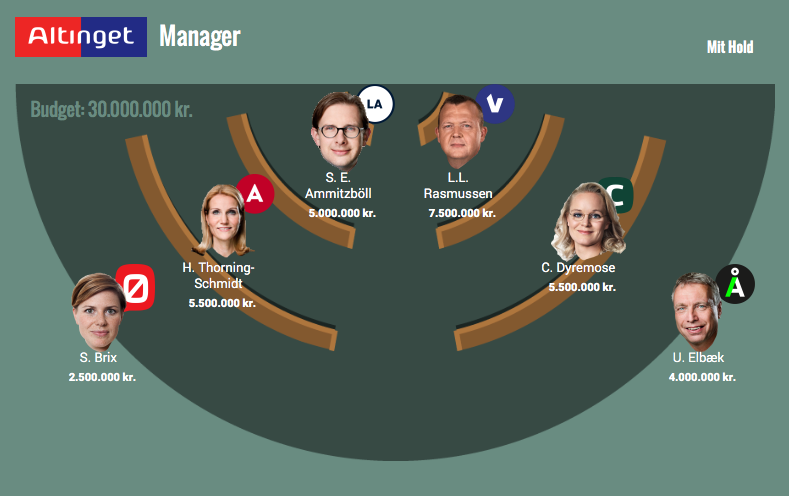 Altinget Manager
Mit Hold
Budget: 30.000.000 kr.
LA
V
S. E.
Ammitzböll
5.000.000 kr.
L.L.
Rasmussen
7.500.000 kr.
A
C
H. Thorning-
Schmidt
5.500.000 kr.
C. Dyremose
5.500.000 kr.
Ø
Å
S. Brix
2.500.000 kr.
U. Elbæk
4.000.000 kr.